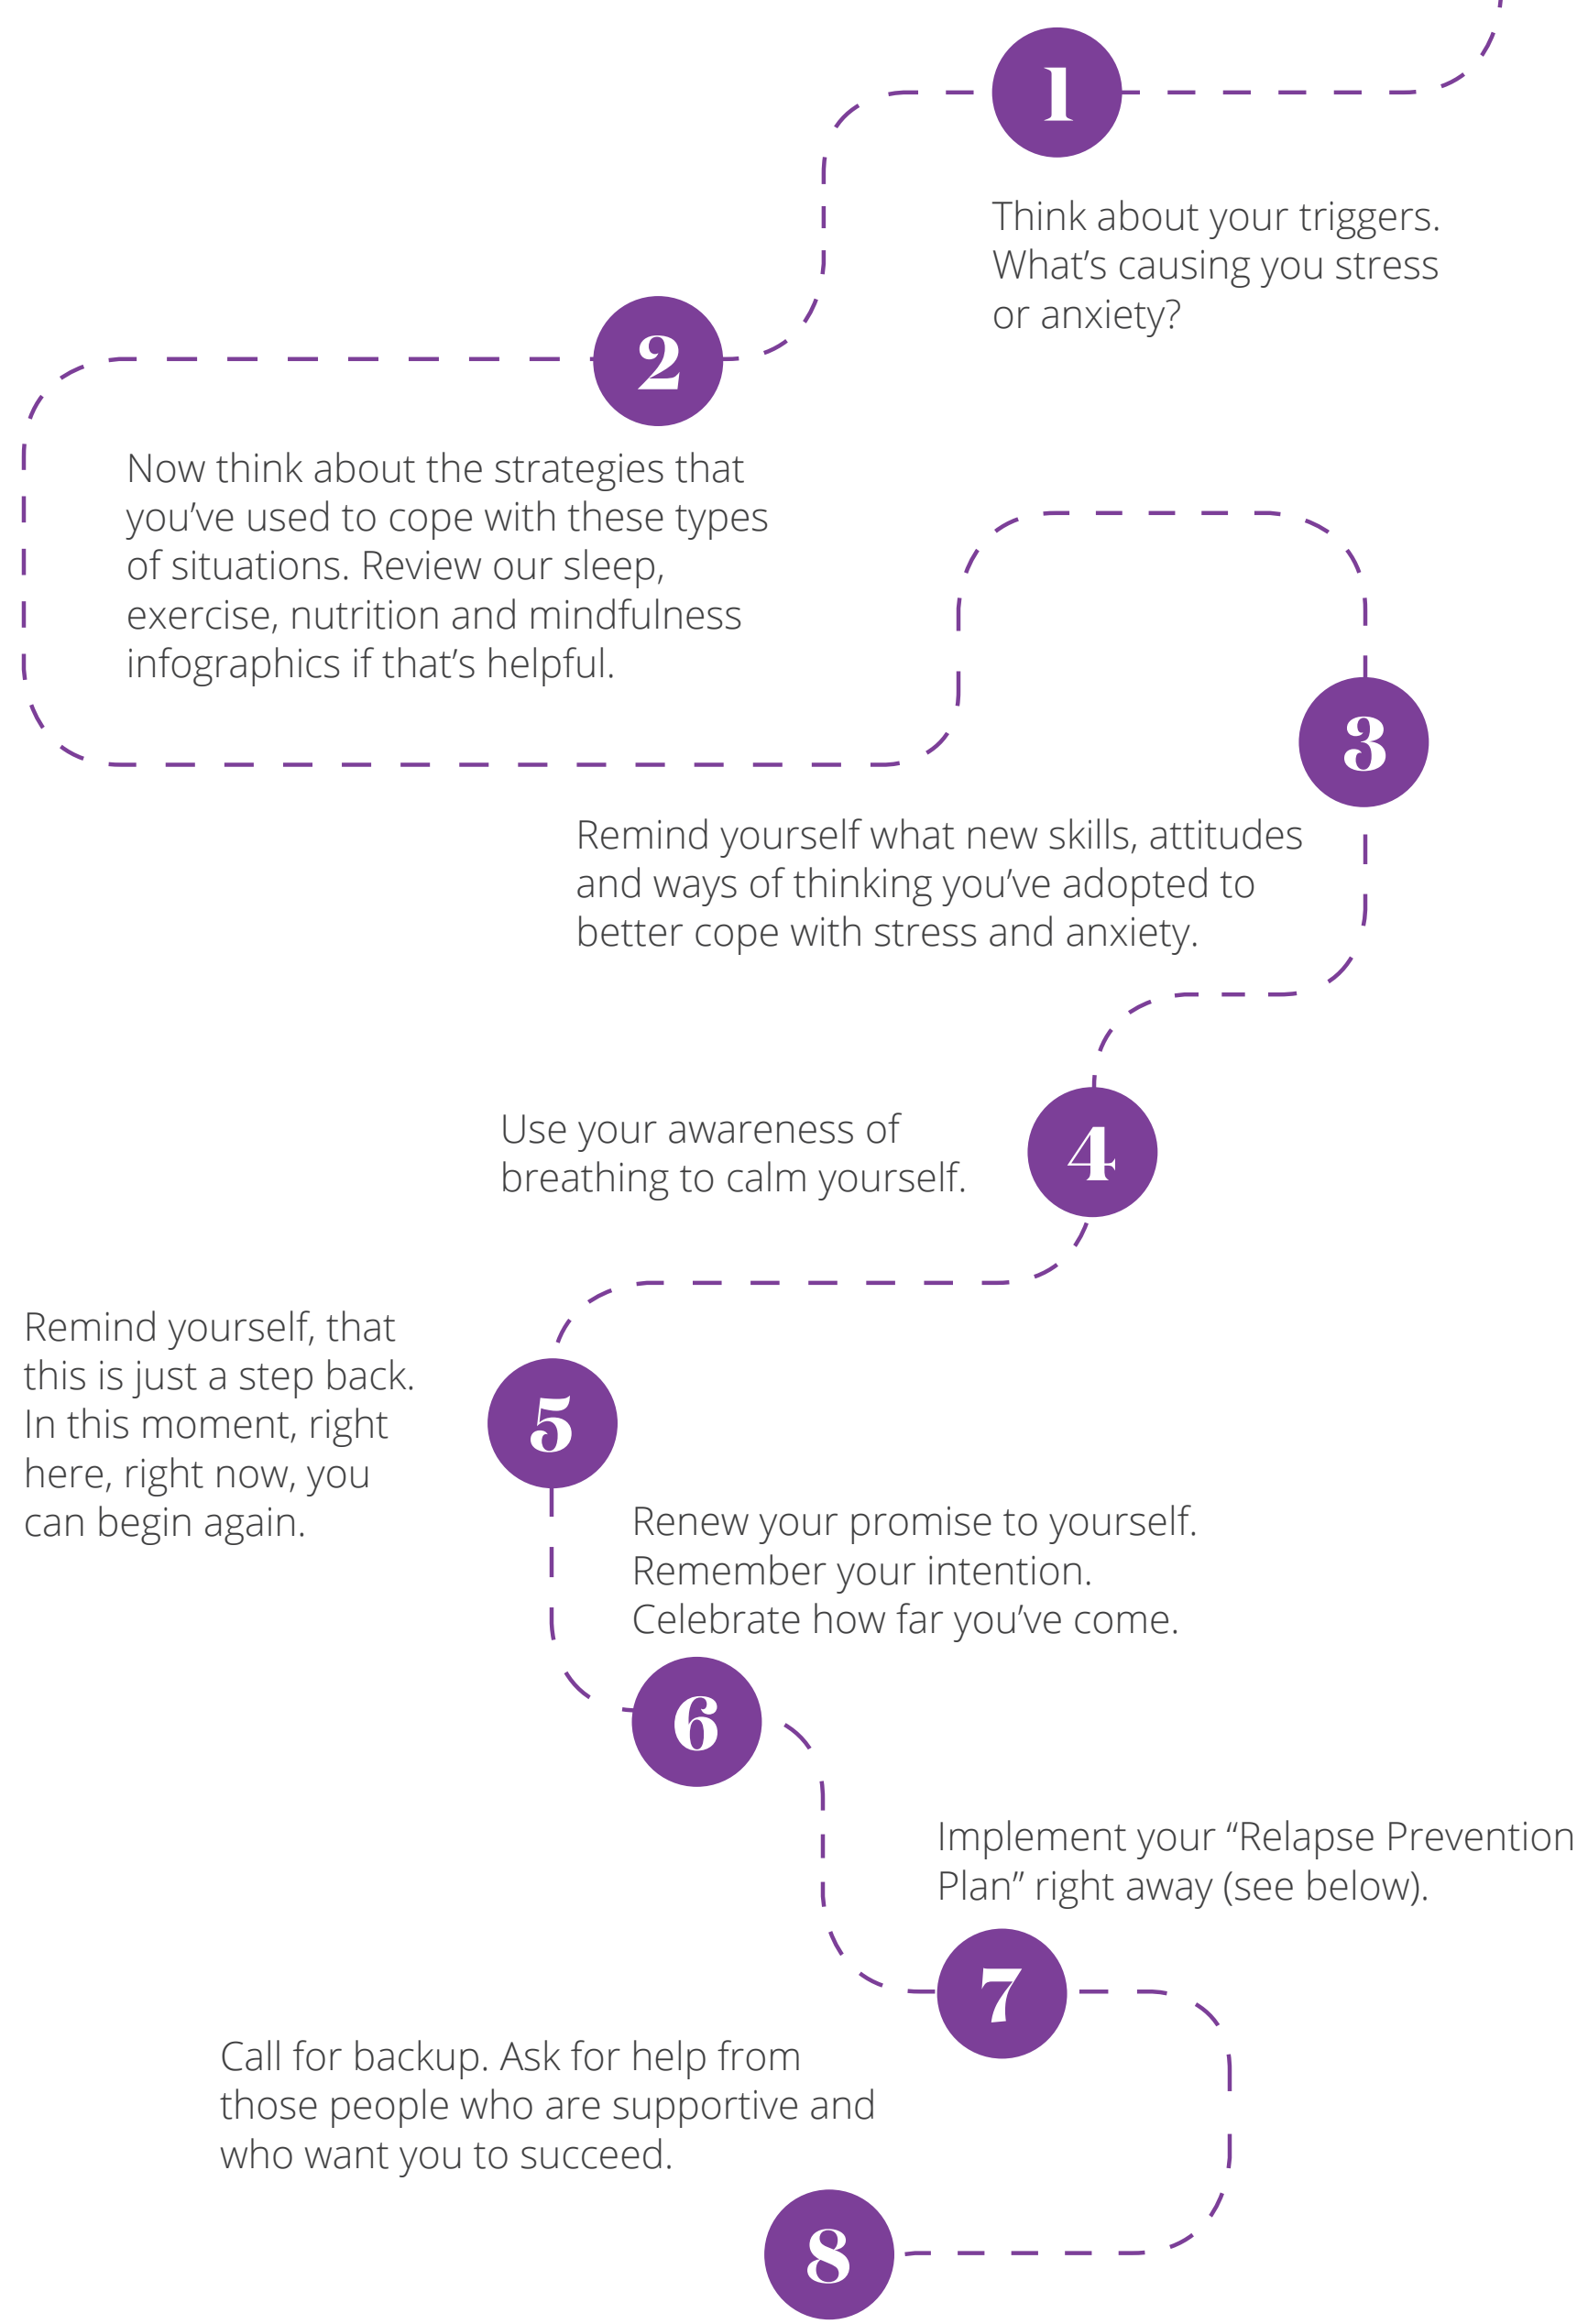 1
Think about your triggers.
What’s causing you stress
or anxiety?
2
Now think about the strategies that
you’ve used to cope with these types
of situations. Review our sleep,
exercise, nutrition and mindfulness
infographics if that’s helpful.
3
Remind yourself what new skills, attitudes
and ways of thinking you’ve adopted to
better cope with stress and anxiety.
4
Use your awareness of
breathing to calm yourself.
5
Remind yourself, that
this is just a step back.
In this moment, right
here, right now, you
can begin again.
Renew your promise to yourself.
Remember your intention.
Celebrate how far you’ve come.
6
Implement your “Relapse Prevention
Plan” right away (see below).
7
Call for backup. Ask for help from
those people who are supportive and
who want you to succeed.
8